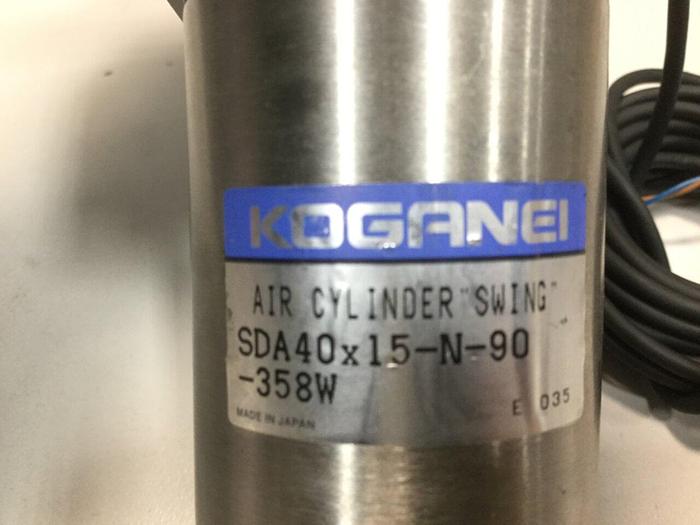 KOGANEI
AIR CYLINDER "SWING"
SDA40x15-N-90
-358W
E 035
MADE IN JAPAN